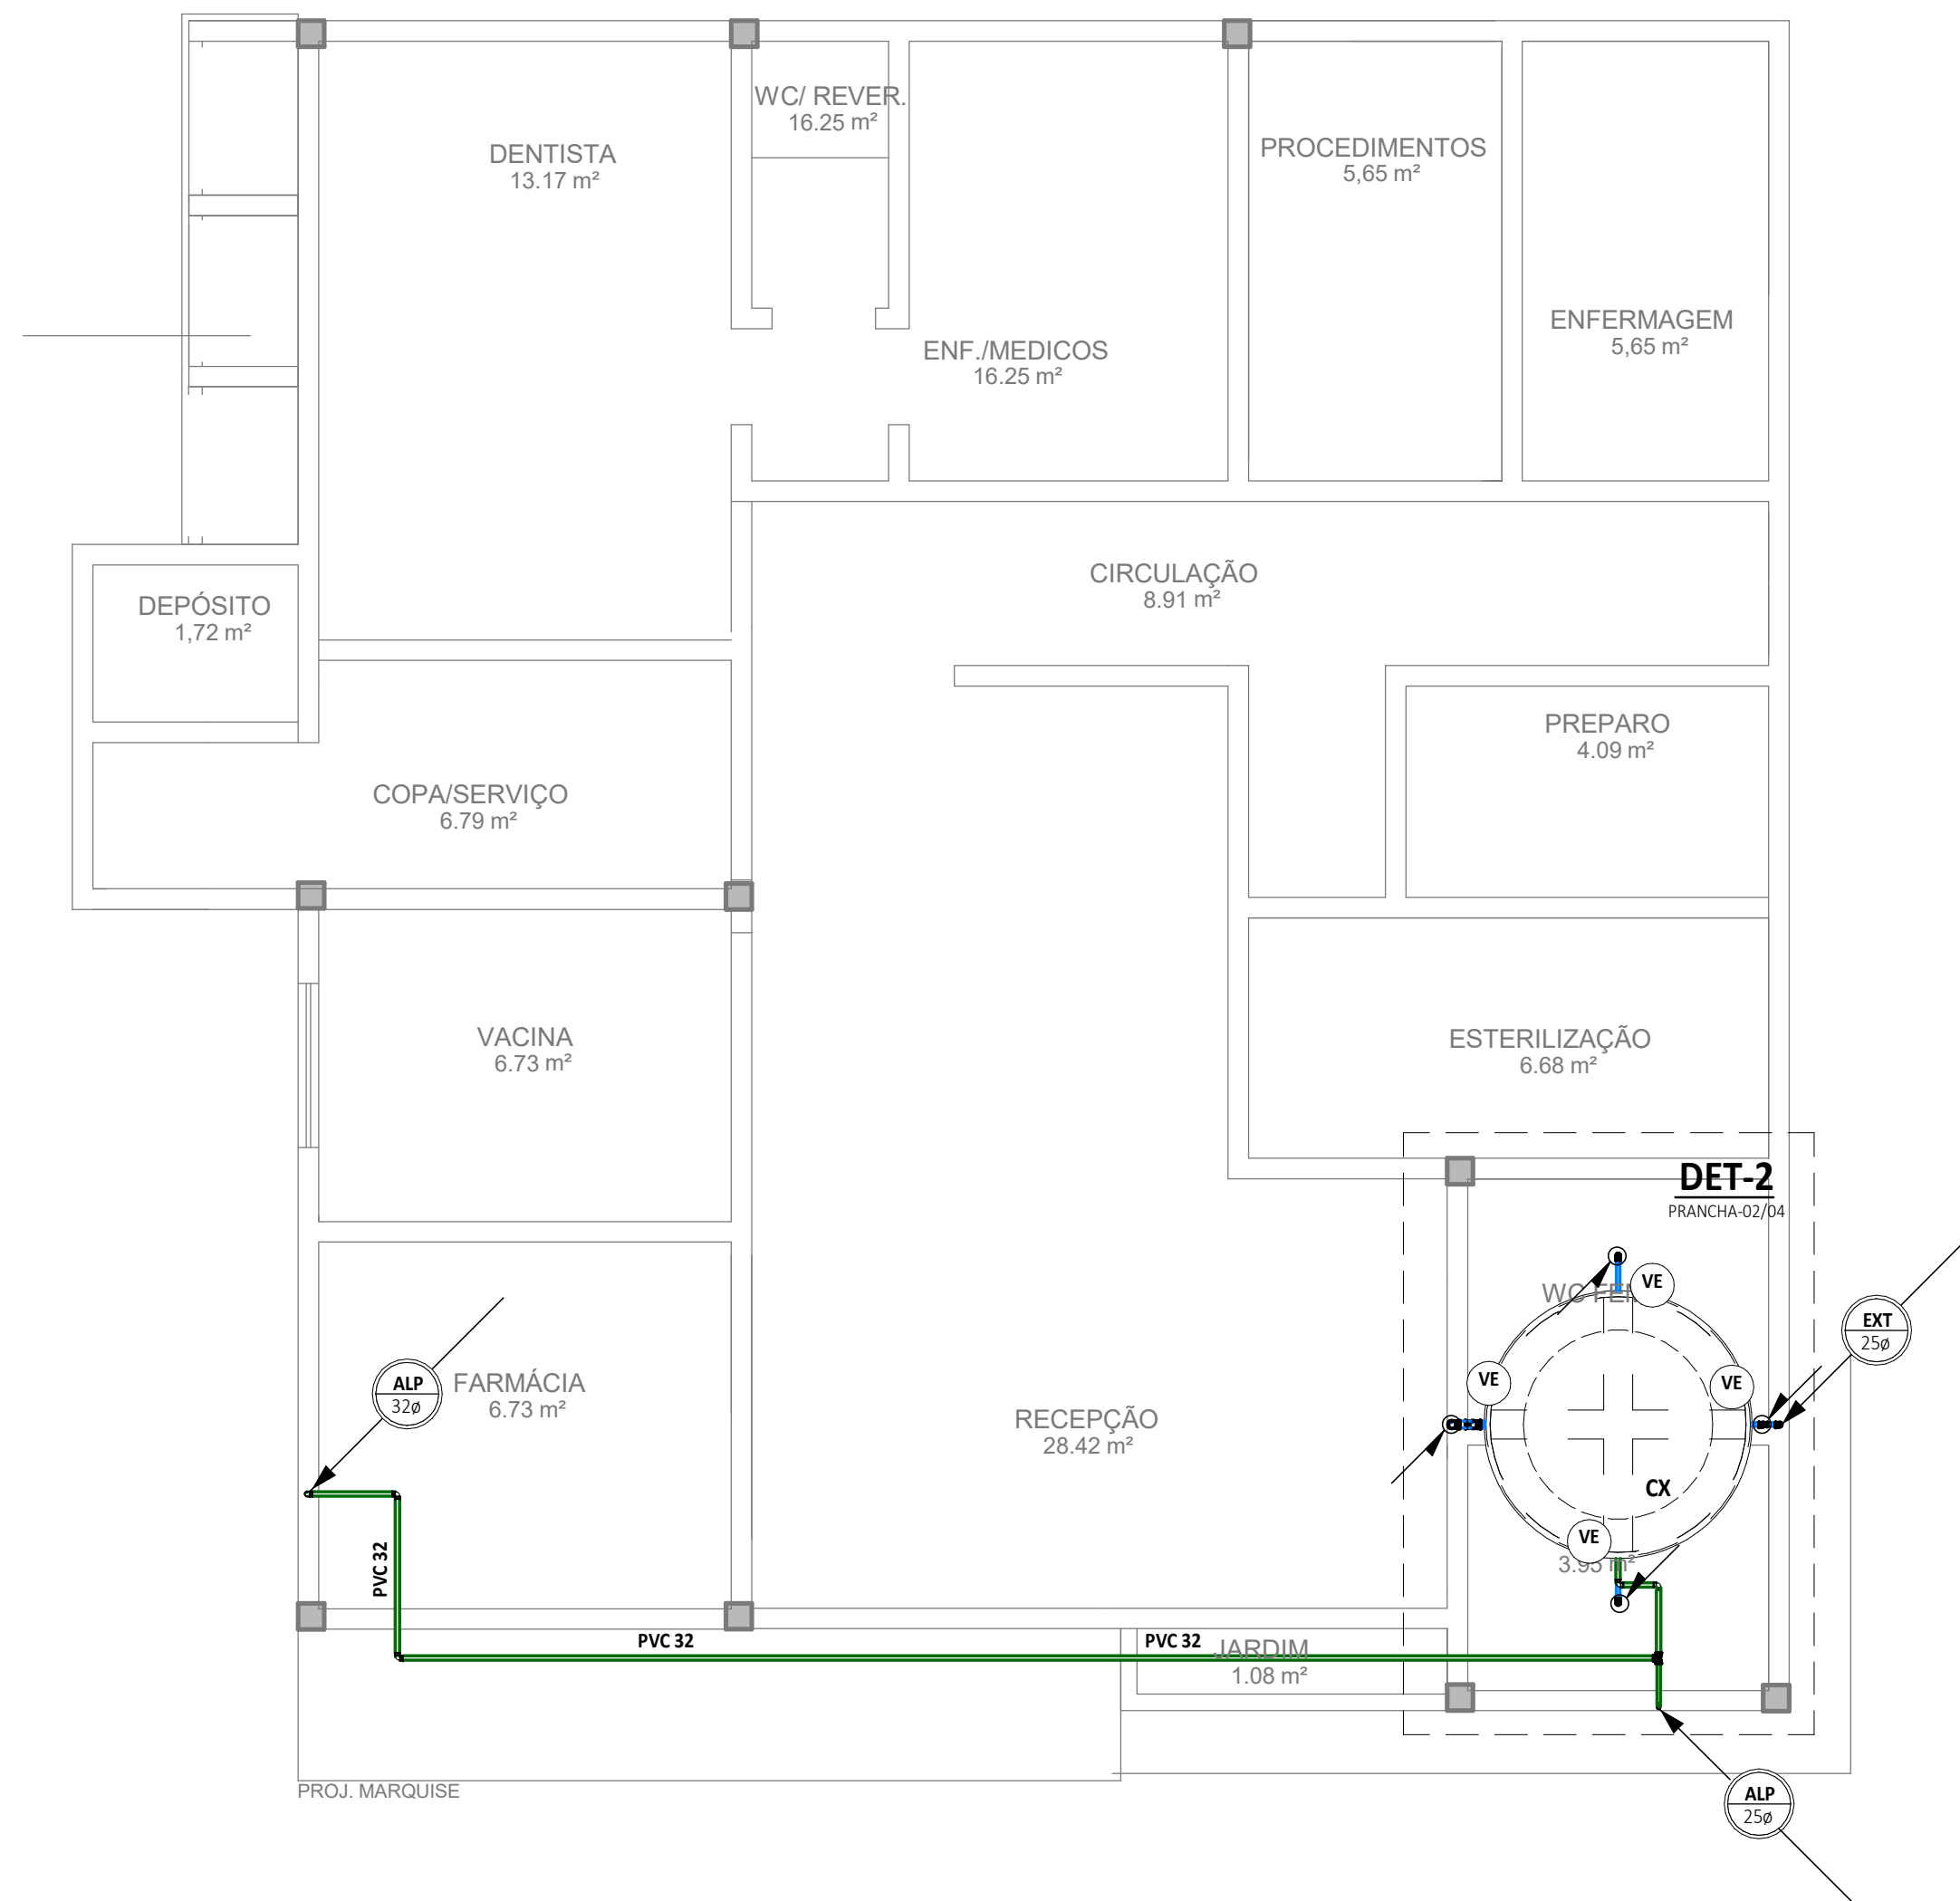 WC/ REVER.
16.25 m²
DENTISTA
13.17 m²
PROCEDIMENTOS
5,65 m²
ENFERMAGEM
5,65 m²
ENF./MEDICOS
16.25 m²
CIRCULAÇÃO
8.91 m²
DEPÓSITO
1,72 m²
PREPARO
4.09 m²
COPA/SERVIÇO
6.79 m²
VACINA
6.73 m²
ESTERILIZAÇÃO
6.68 m²
DET-2
PRANCHA-02/04
WC
VE
EXT
25ø
VE
VE
ALP
32ø
FARMÁCIA
6.73 m²
RECEPÇÃO
28.42 m²
CX
VE
3.95 m²
PVC 32
PVC 32
PVC 32
JARDIM
1.08 m²
PROJ. MARQUISE
ALP
25ø